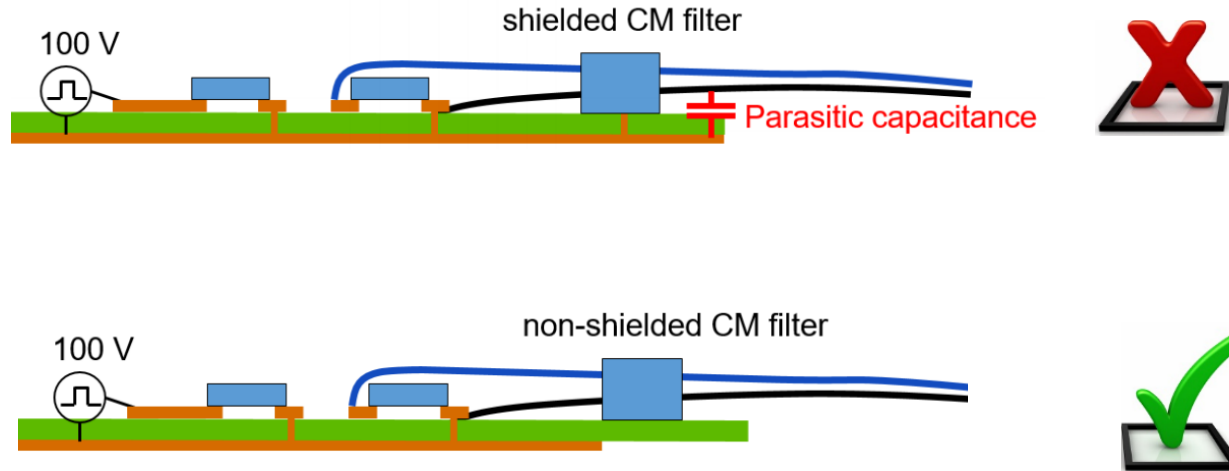 shielded CM filter
100 V
Parasitic capacitance
non-shielded CM filter
100 V